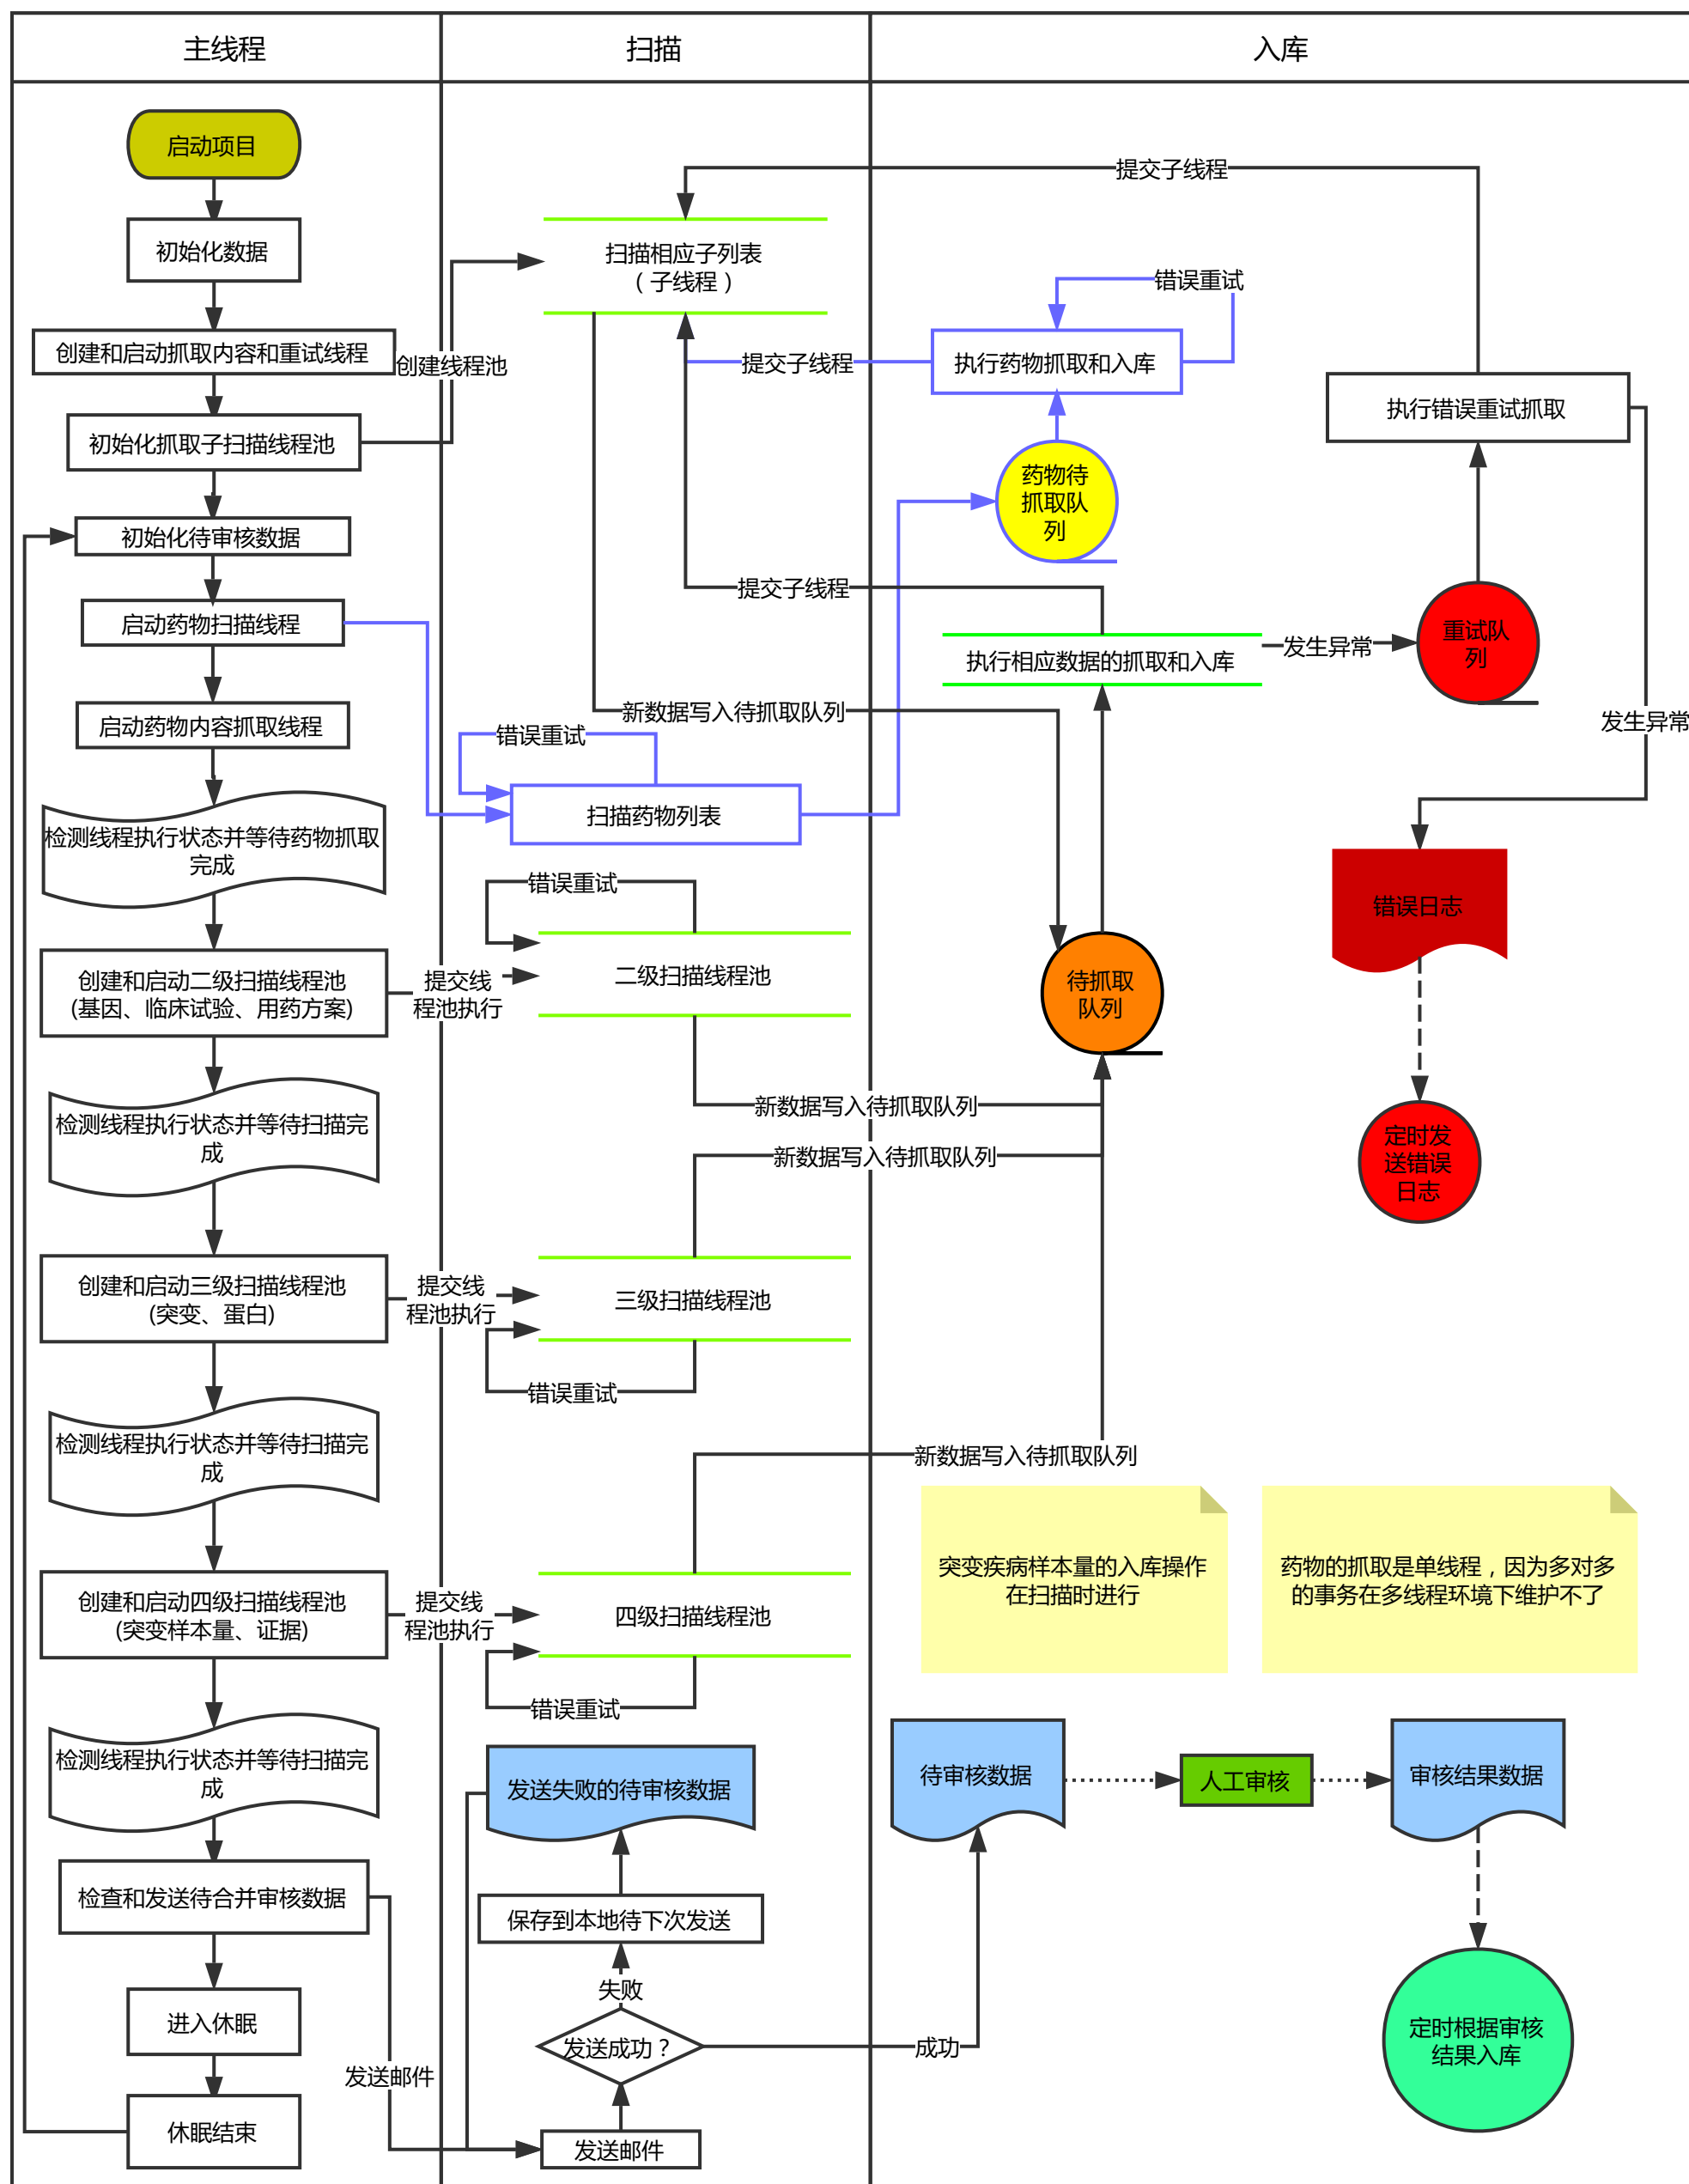 主线程
扫描
入库
启动项目
初始化数据
创建和启动抓取内容和重试线程
初始化抓取子扫描线程池
初始化待审核数据
启动药物扫描线程
启动药物内容抓取线程
检测线程执行状态并等待药物抓取
完成
创建和启动二级扫描线程池
(基因、临床试验、用药方案)
检测线程执行状态并等待扫描完
成
创建和启动三级扫描线程池
(突变、蛋白)
检测线程执行状态并等待扫描完
成
创建和启动四级扫描线程池
(突变样本量、证据)
检测线程执行状态并等待扫描完
成
检查和发送待合并审核数据
进入休眠
休眠结束
创建线程池
提交线
程池执行
提交线
程池执行
提交线
程池执行
发送邮件
扫描相应子列表
（子线程）
错误重试
扫描药物列表
错误重试
二级扫描线程池
三级扫描线程池
错误重试
四级扫描线程池
错误重试
发送失败的待审核数据
保存到本地待下次发送
失败
发送成功？
发送邮件
提交子线程
错误重试
提交子线程
执行药物抓取和入库
执行错误重试抓取
药物待
抓取队
列
提交子线程
执行相应数据的抓取和入库
发生异常
重试队
列
新数据写入待抓取队列
发生异常
错误日志
待抓取
队列
新数据写入待抓取队列
新数据写入待抓取队列
定时发
送错误
日志
新数据写入待抓取队列
突变疾病样本量的入库操作
在扫描时进行
药物的抓取是单线程，因为多对多
的事务在多线程环境下维护不了
待审核数据
人工审核
审核结果数据
成功
定时根据审核
结果入库